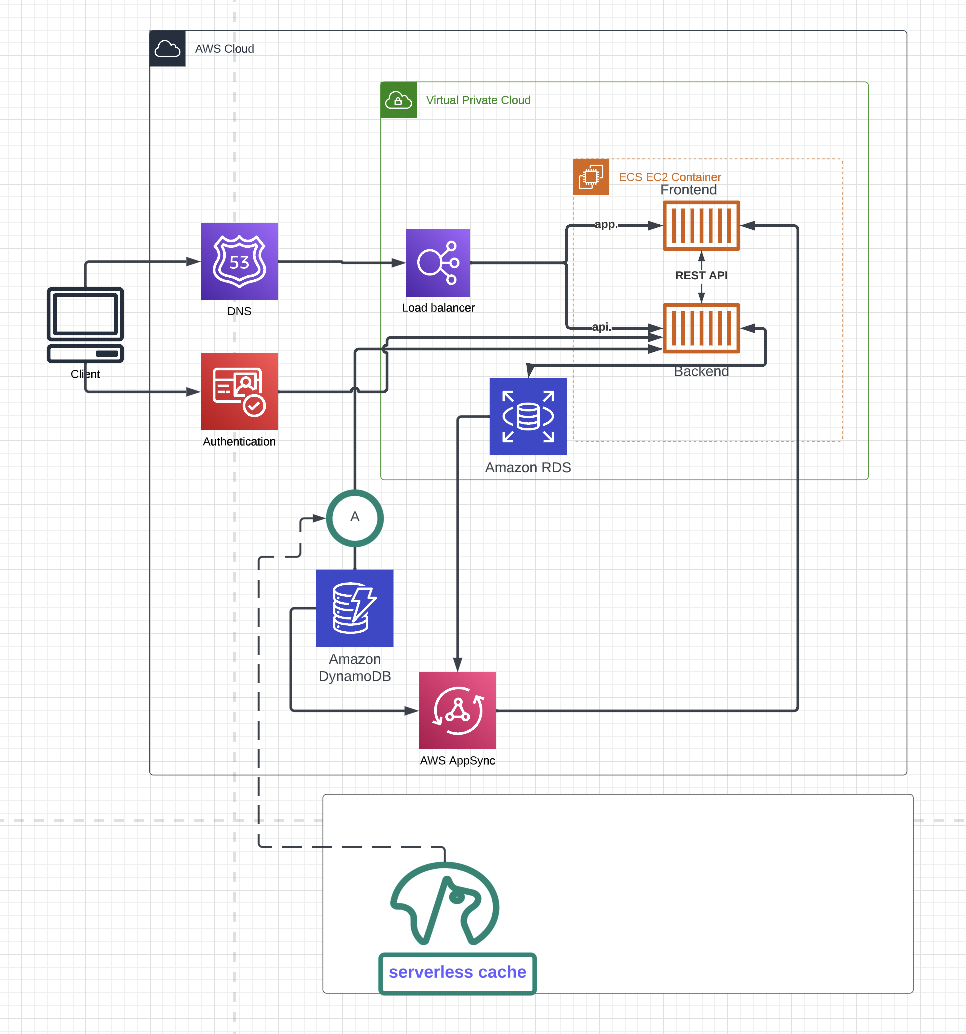 AWS Cloud
Virtual Private Cloud
ECS EC2 Container
Frontend
app.
53
REST API
DNS
Load balancer
api.
Client
Backend
Authentication
Amazon RDS
A
Amazon
DynamoDB
AWS AppSync
serverless cache